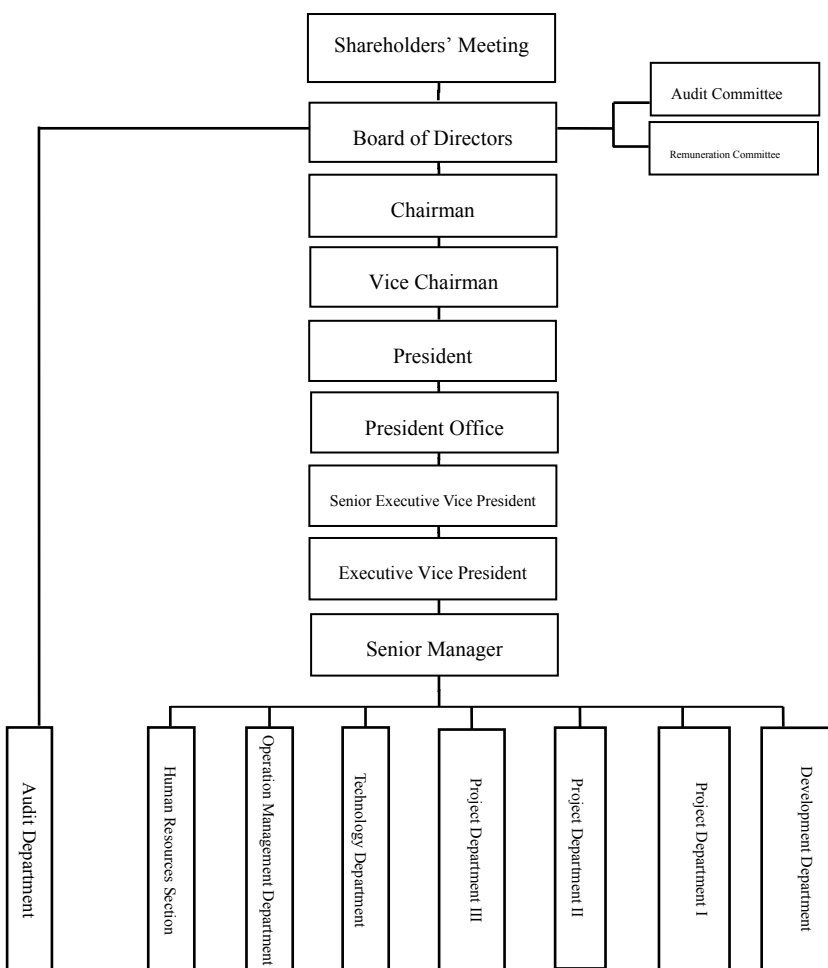 Shareholders’ Meeting
Audit Committee
Board of Directors
Remuneration Committee
Chairman
Vice Chairman
President
President Office
Senior Executive Vice President
Executive Vice President
Senior Manager
Audit Department
Human Resources Section
Operation Management Department
Technology Department
Project Department III
Project Department II
Project Department I
Development Department